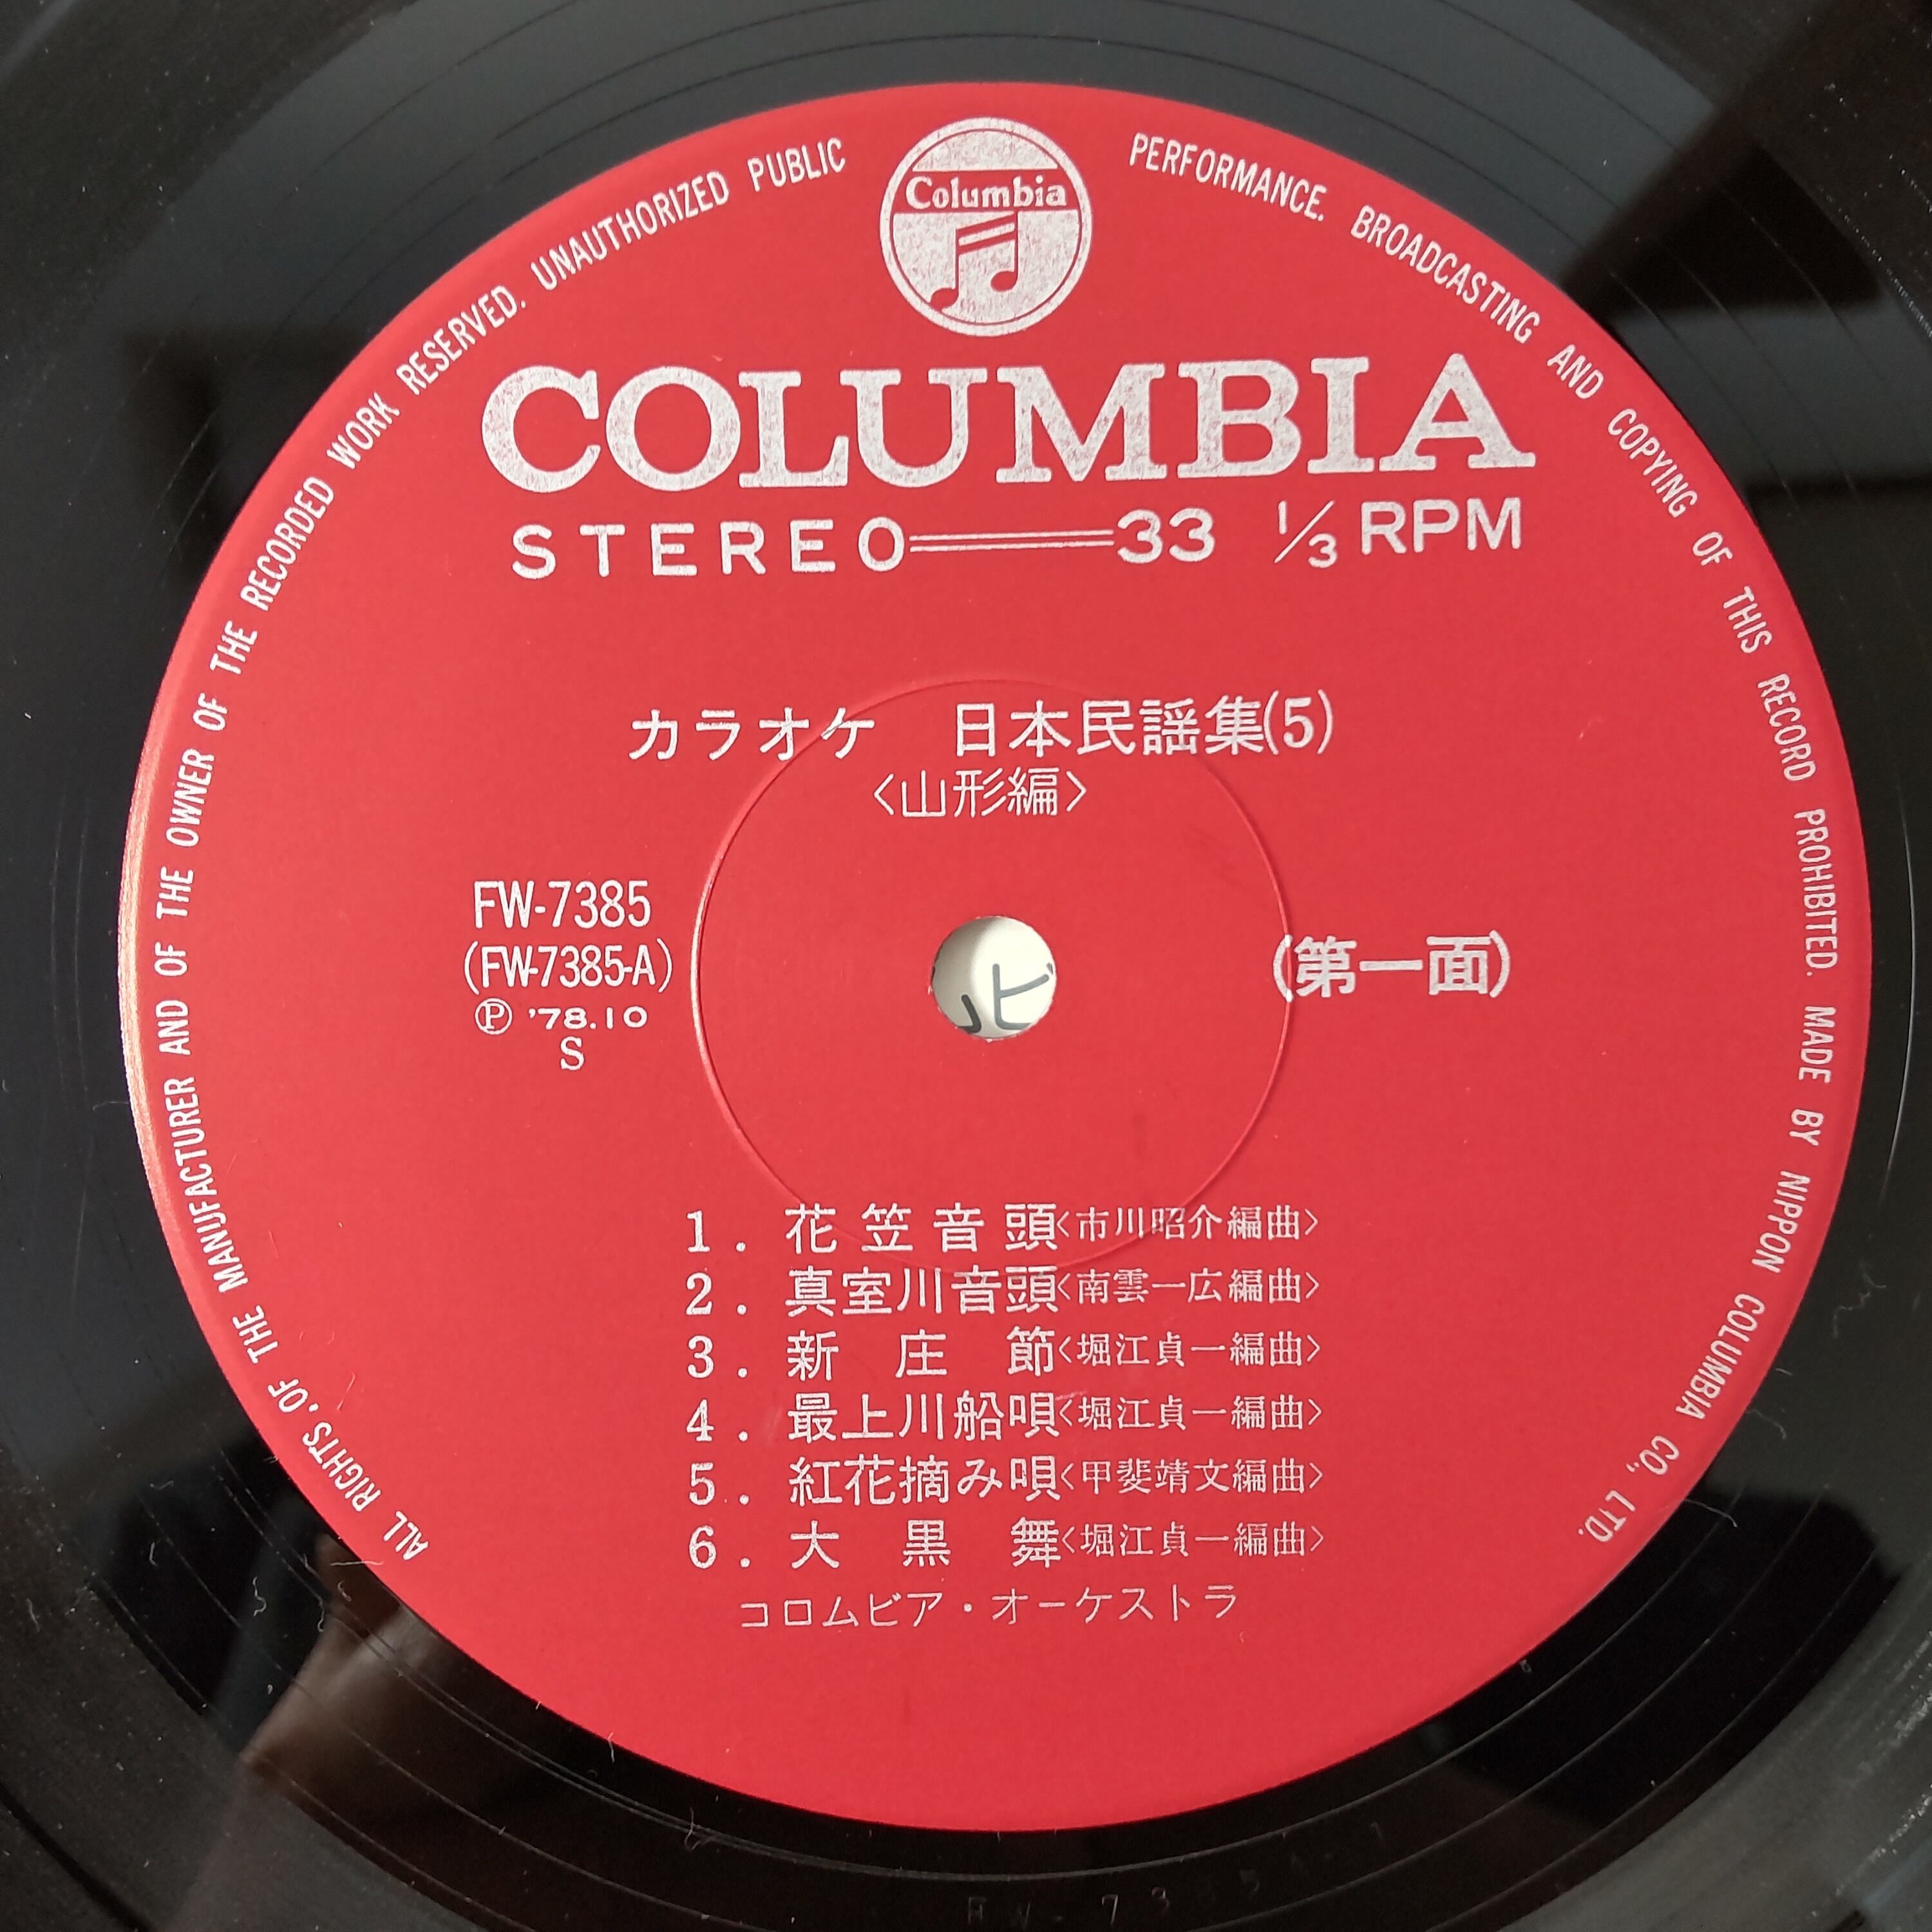 ALL RIGHTS, OF THE MANUFACTURER AND OF THE OWNER OF THE RECORDED WORK RESERVED. UNAUTHORIZED PUBLIC PERFORMANCE. BROADCASTING AND COPYING OF THIS RECORD PROHIBITED. MADE BY NIPPON COLUMBIA CO., LTD.
Columbia
COLUMBIA
STEREO 33 1/3 RPM
カラオケ 日本民謡集(5)
〈山形編〉
FW-7385
(FW-7385-A)
Ⓟ '78.10
S
(第一面)
1. 花笠音頭〈市川昭介編曲〉
2. 真室川音頭〈南雲一広編曲〉
3. 新庄節〈堀江貞一編曲〉
4. 最上川船唄〈堀江貞一編曲〉
5. 紅花摘み唄〈甲斐靖文編曲〉
6. 大黒舞〈堀江貞一編曲〉
コロムビア・オーケストラ